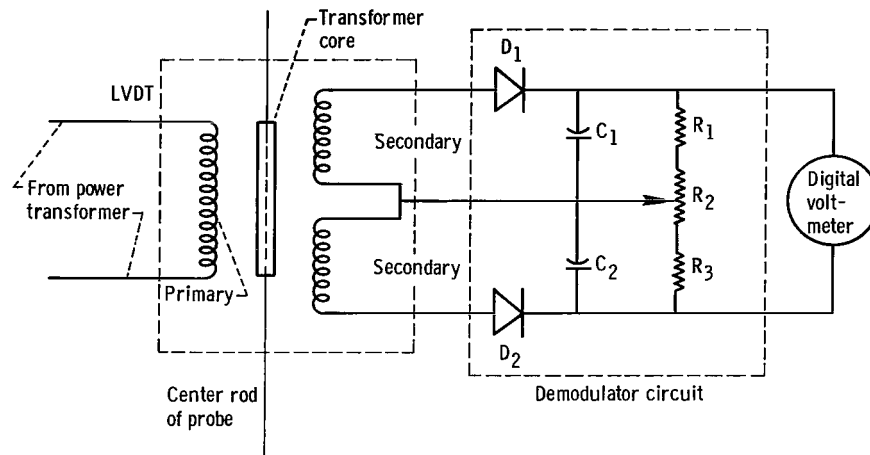 Transformer
core
LVDT
D1
Secondary
C1
R1
From power
transformer
R2
Digital
volt-
meter
Secondary
C2
R3
Primary
D2
Center rod
of probe
Demodulator circuit